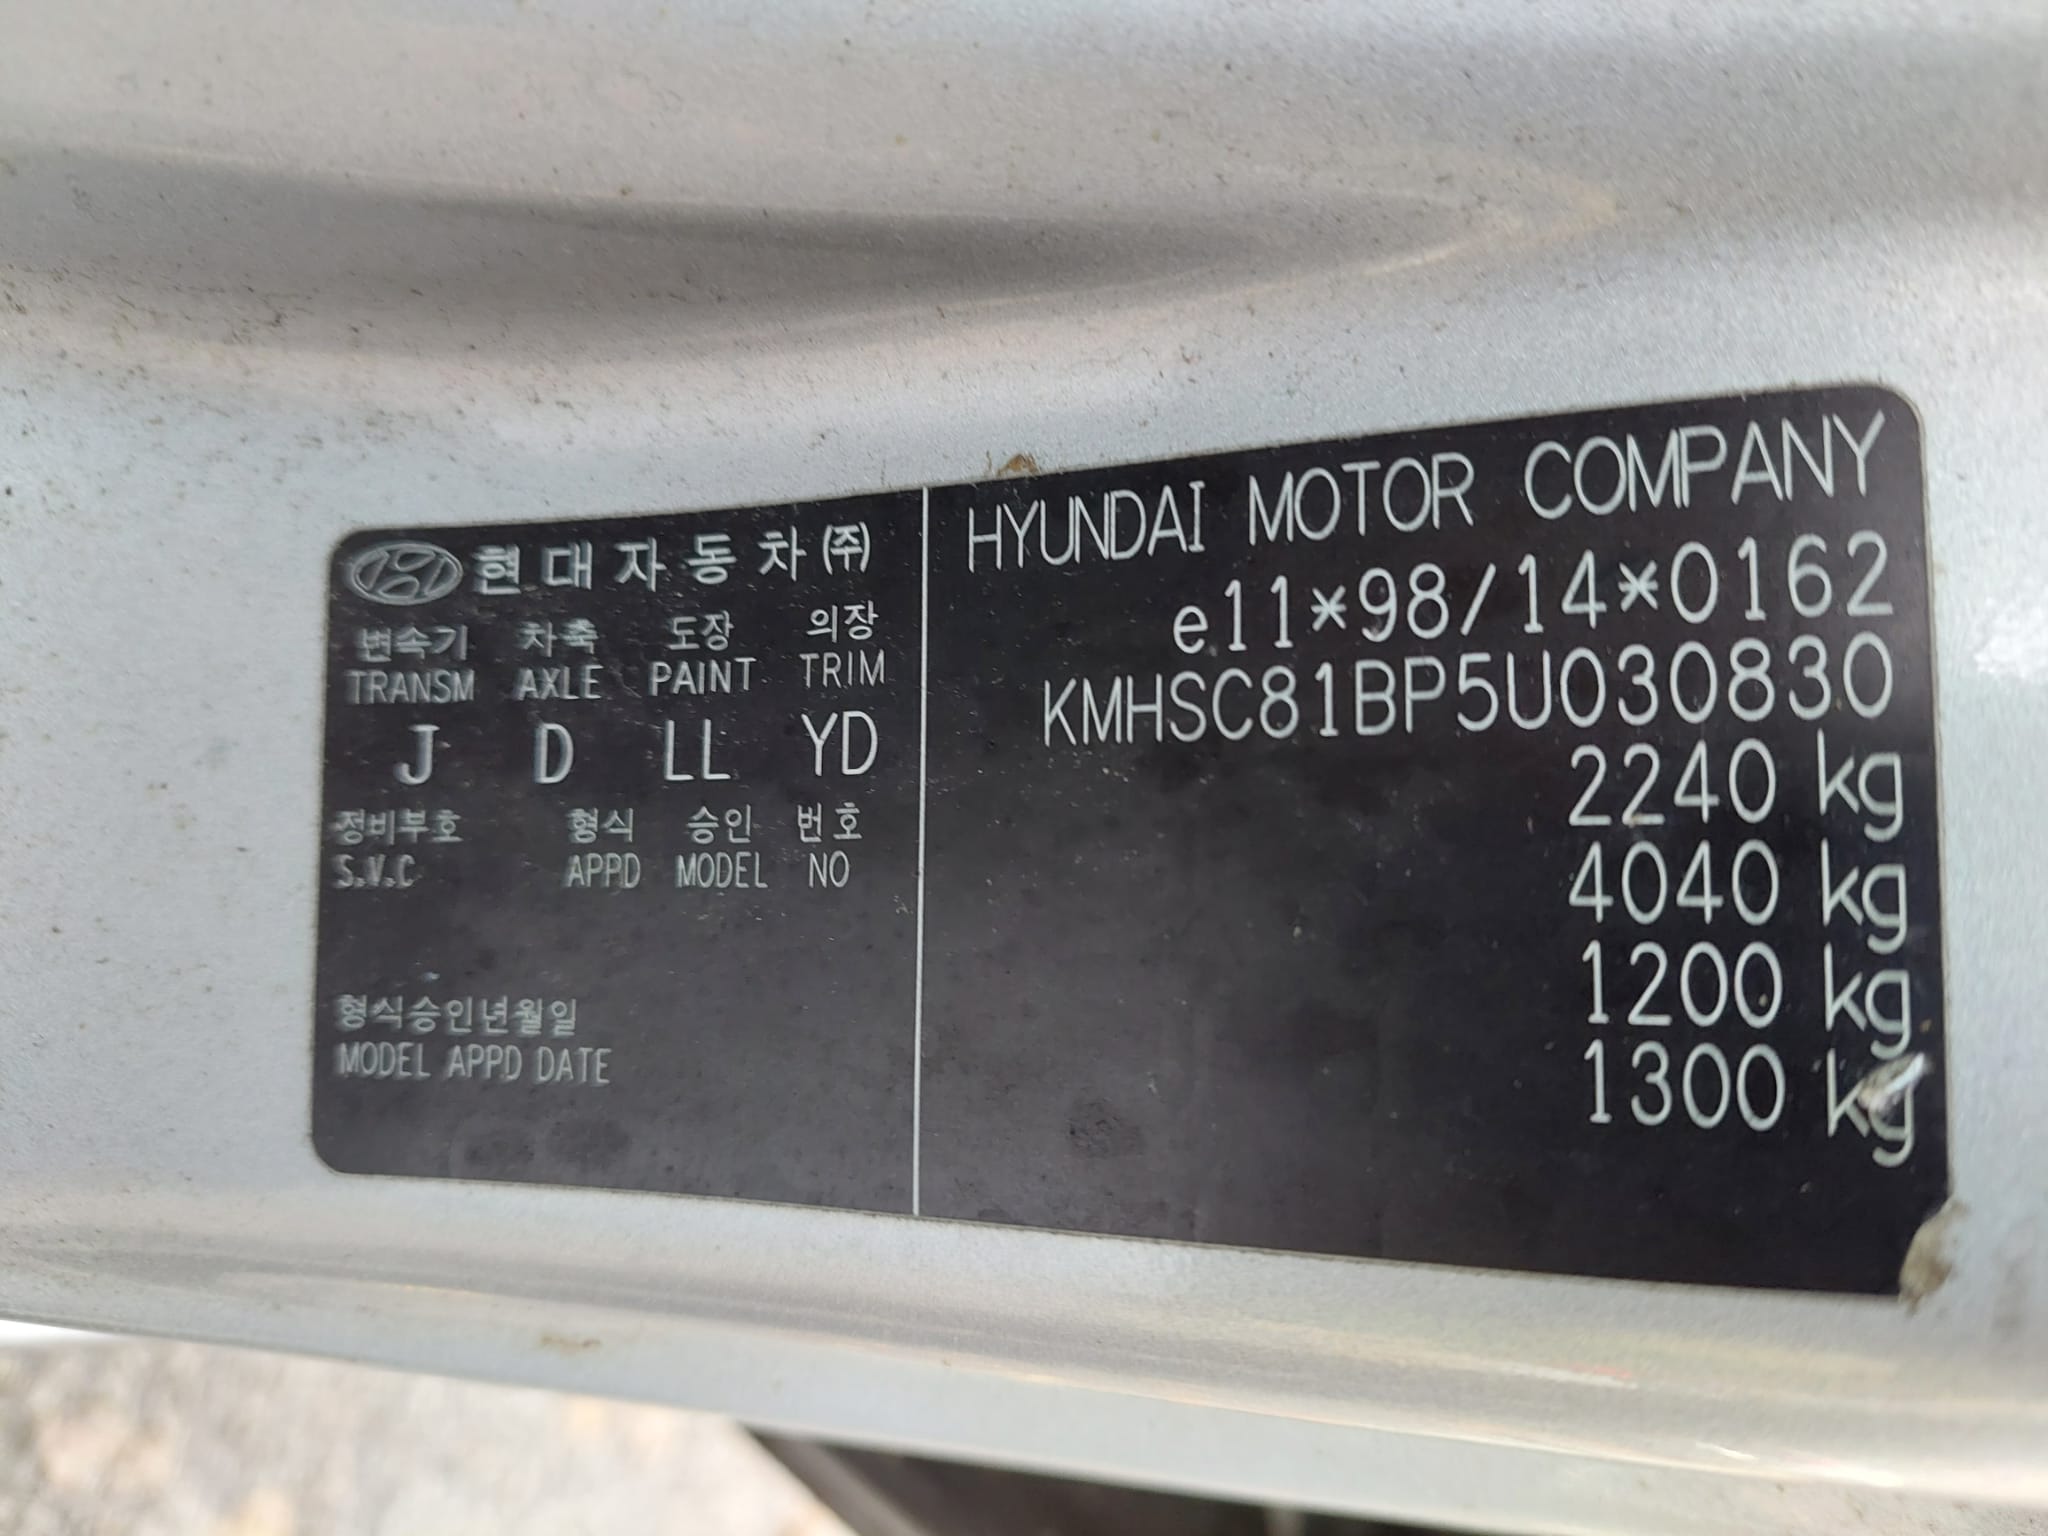 현대자동차(주)
변속기 차축 도장 의장
TRANSM AXLE PAINT TRIM
J D LL YD
정비부호 형식 승인 번호
S.V.C APPD MODEL NO
형식승인년월일
MODEL APPD DATE
HYUNDAI MOTOR COMPANY
e11*98/14*0162
KMHSC81BP5U030830
2240 kg
4040 kg
1200 kg
1300 kg